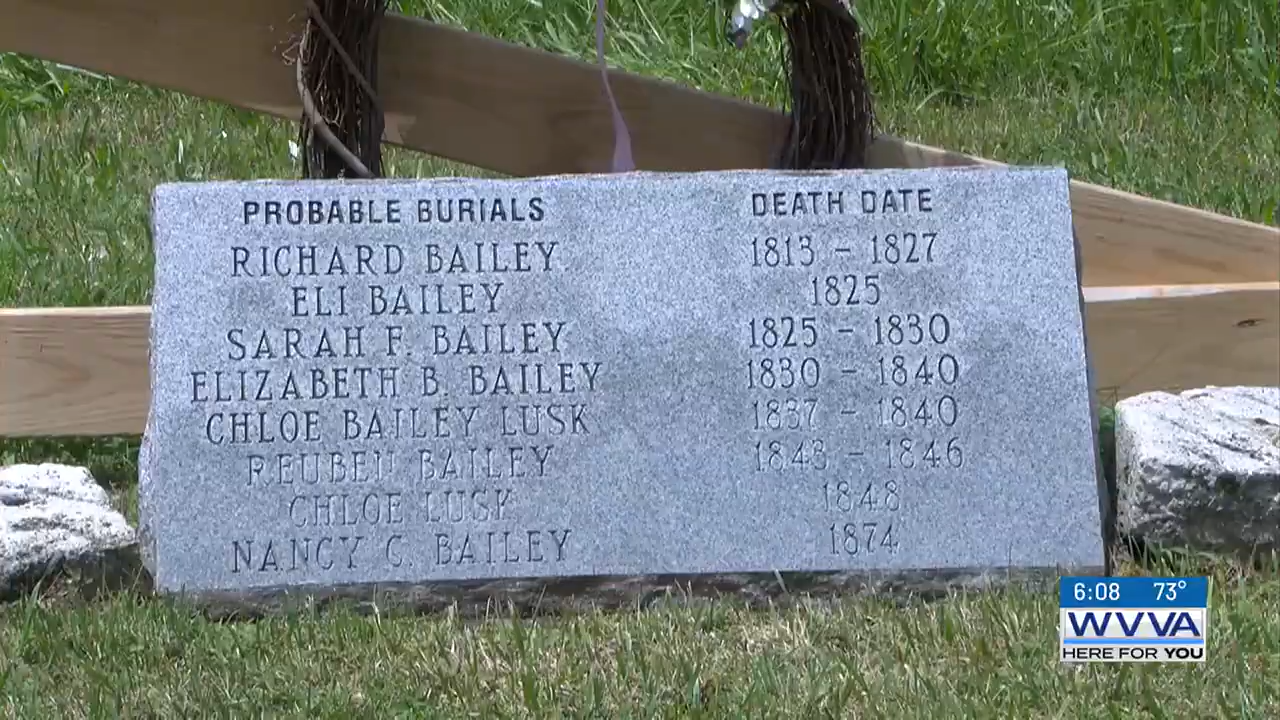 PROBABLE BURIALS DEATH DATE
RICHARD BAILEY 1813 - 1827
ELI BAILEY 1825
SARAH F. BAILEY 1825 - 1830
ELIZABETH B. BAILEY 1830 - 1840
CHLOE BAILEY LUSK 1837 - 1840
REUBEN BAILEY 1843 - 1846
CHLOE LUSK 1848
NANCY C. BAILEY 1874
6:08 73°
WVVA
HERE FOR YOU